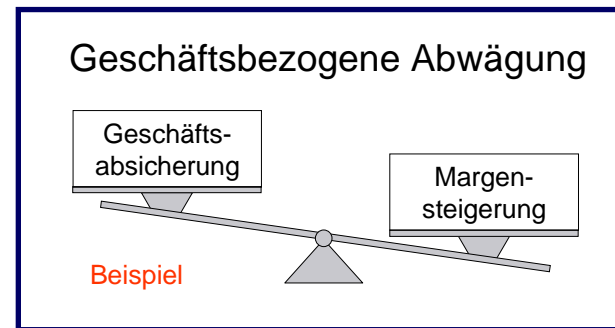 Geschäftsbezogene Abwägung
Geschäfts-
absicherung
Margen-
steigerung
Beispiel